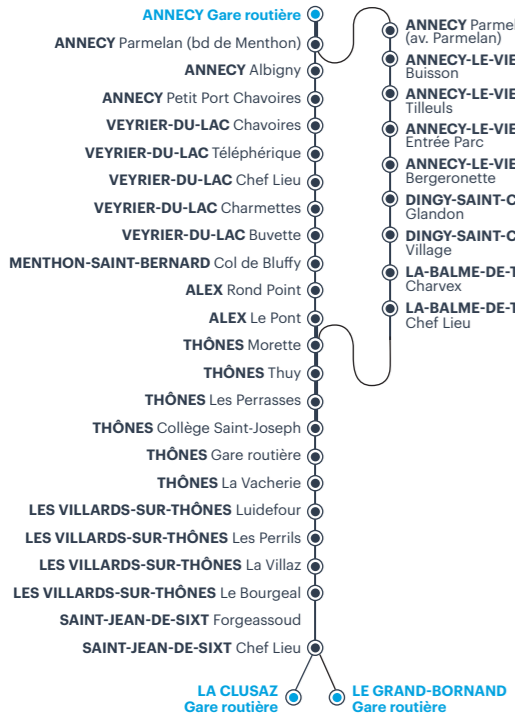 ANNECY Gare routière
ANNECY Parmelan (bd de Menthon)
ANNECY Albigny
ANNECY Petit Port Chavoires
VEYRIER-DU-LAC Chavoires
VEYRIER-DU-LAC Téléphérique
VEYRIER-DU-LAC Chef Lieu
VEYRIER-DU-LAC Charmettes
VEYRIER-DU-LAC Buvette
MENTHON-SAINT-BERNARD Col de Bluffy
ALEX Rond Point
ALEX Le Pont
THÔNES Morette
THÔNES Thuy
THÔNES Les Perrasses
THÔNES Collège Saint-Joseph
THÔNES Gare routière
THÔNES La Vacherie
LES VILLARDS-SUR-THÔNES Luidefour
LES VILLARDS-SUR-THÔNES Les Perrils
LES VILLARDS-SUR-THÔNES La Villaz
LES VILLARDS-SUR-THÔNES Le Bourgeal
SAINT-JEAN-DE-SIXT Forgeassoud
SAINT-JEAN-DE-SIXT Chef Lieu
LA CLUSAZ
Gare routière
LE GRAND-BORNAND
Gare routière
ANNECY
(av. Parmelan)
Buisson
Tilleuls
Entrée Parc
Bergeronette
Glandon
Village
Charvex
Chef Lieu